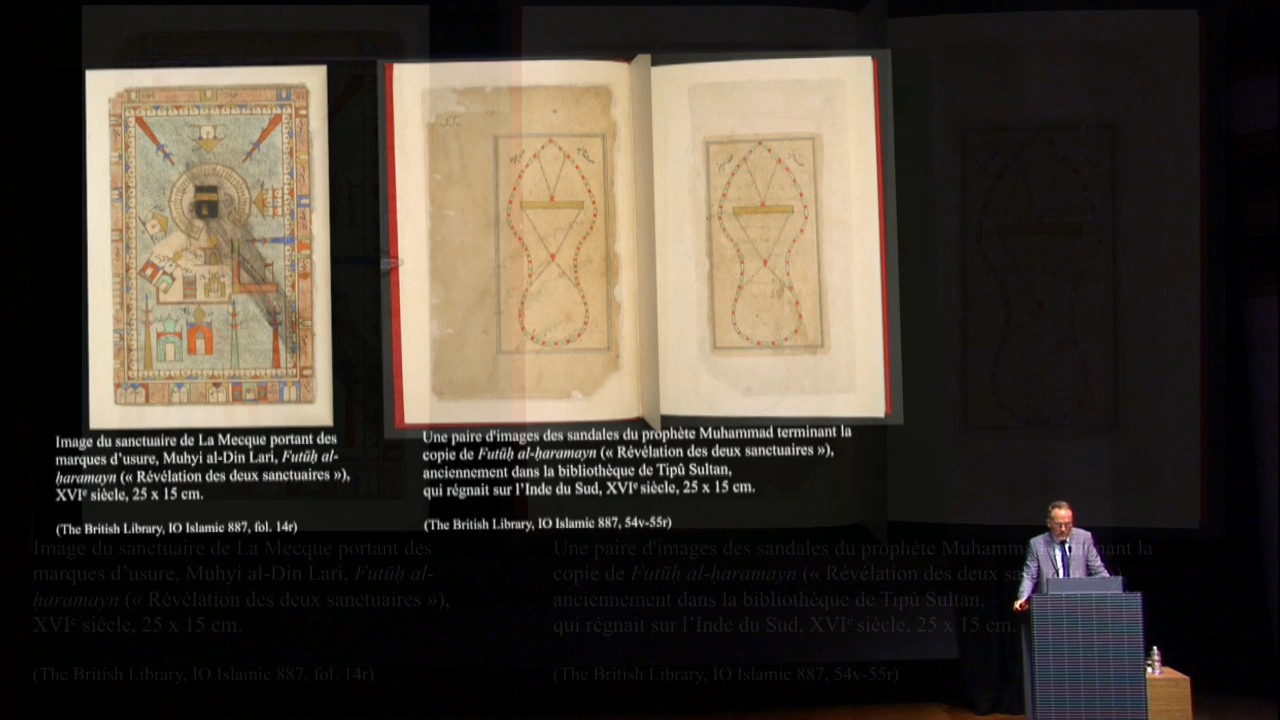 Image du sanctuaire de La Mecque portant des
marques d’usure, Muhyi al-Din Lari, Futūḥ al-
ḥaramayn (« Révélation des deux sanctuaires »),
XVIe siècle, 25 x 15 cm.
(The British Library, IO Islamic 887, fol. 14r)
Une paire d'images des sandales du prophète Muhammad terminant la
copie de Futūḥ al-ḥaramayn (« Révélation des deux sanctuaires »),
anciennement dans la bibliothèque de Tipû Sultan,
qui régnait sur l’Inde du Sud, XVIe siècle, 25 x 15 cm.
(The British Library, IO Islamic 887, 54v-55r)
Image du sanctuaire de La Mecque portant des
marques d’usure, Muhyi al-Din Lari, Futūḥ al-
ḥaramayn (« Révélation des deux sanctuaires »),
XVIe siècle, 25 x 15 cm.
(The British Library, IO Islamic 887, fol. 14r)
Une paire d'images des sandales du prophète Muhamma nant la
copie de Futūḥ al-ḥaramayn (« Révélation des deux sa ),
anciennement dans la bibliothèque de Tipû Sultan,
qui régnait sur l’Inde du Sud, XVIe siècle, 25 x 15 cm.
(The British Library, IO Islamic 887, 54v-55r)